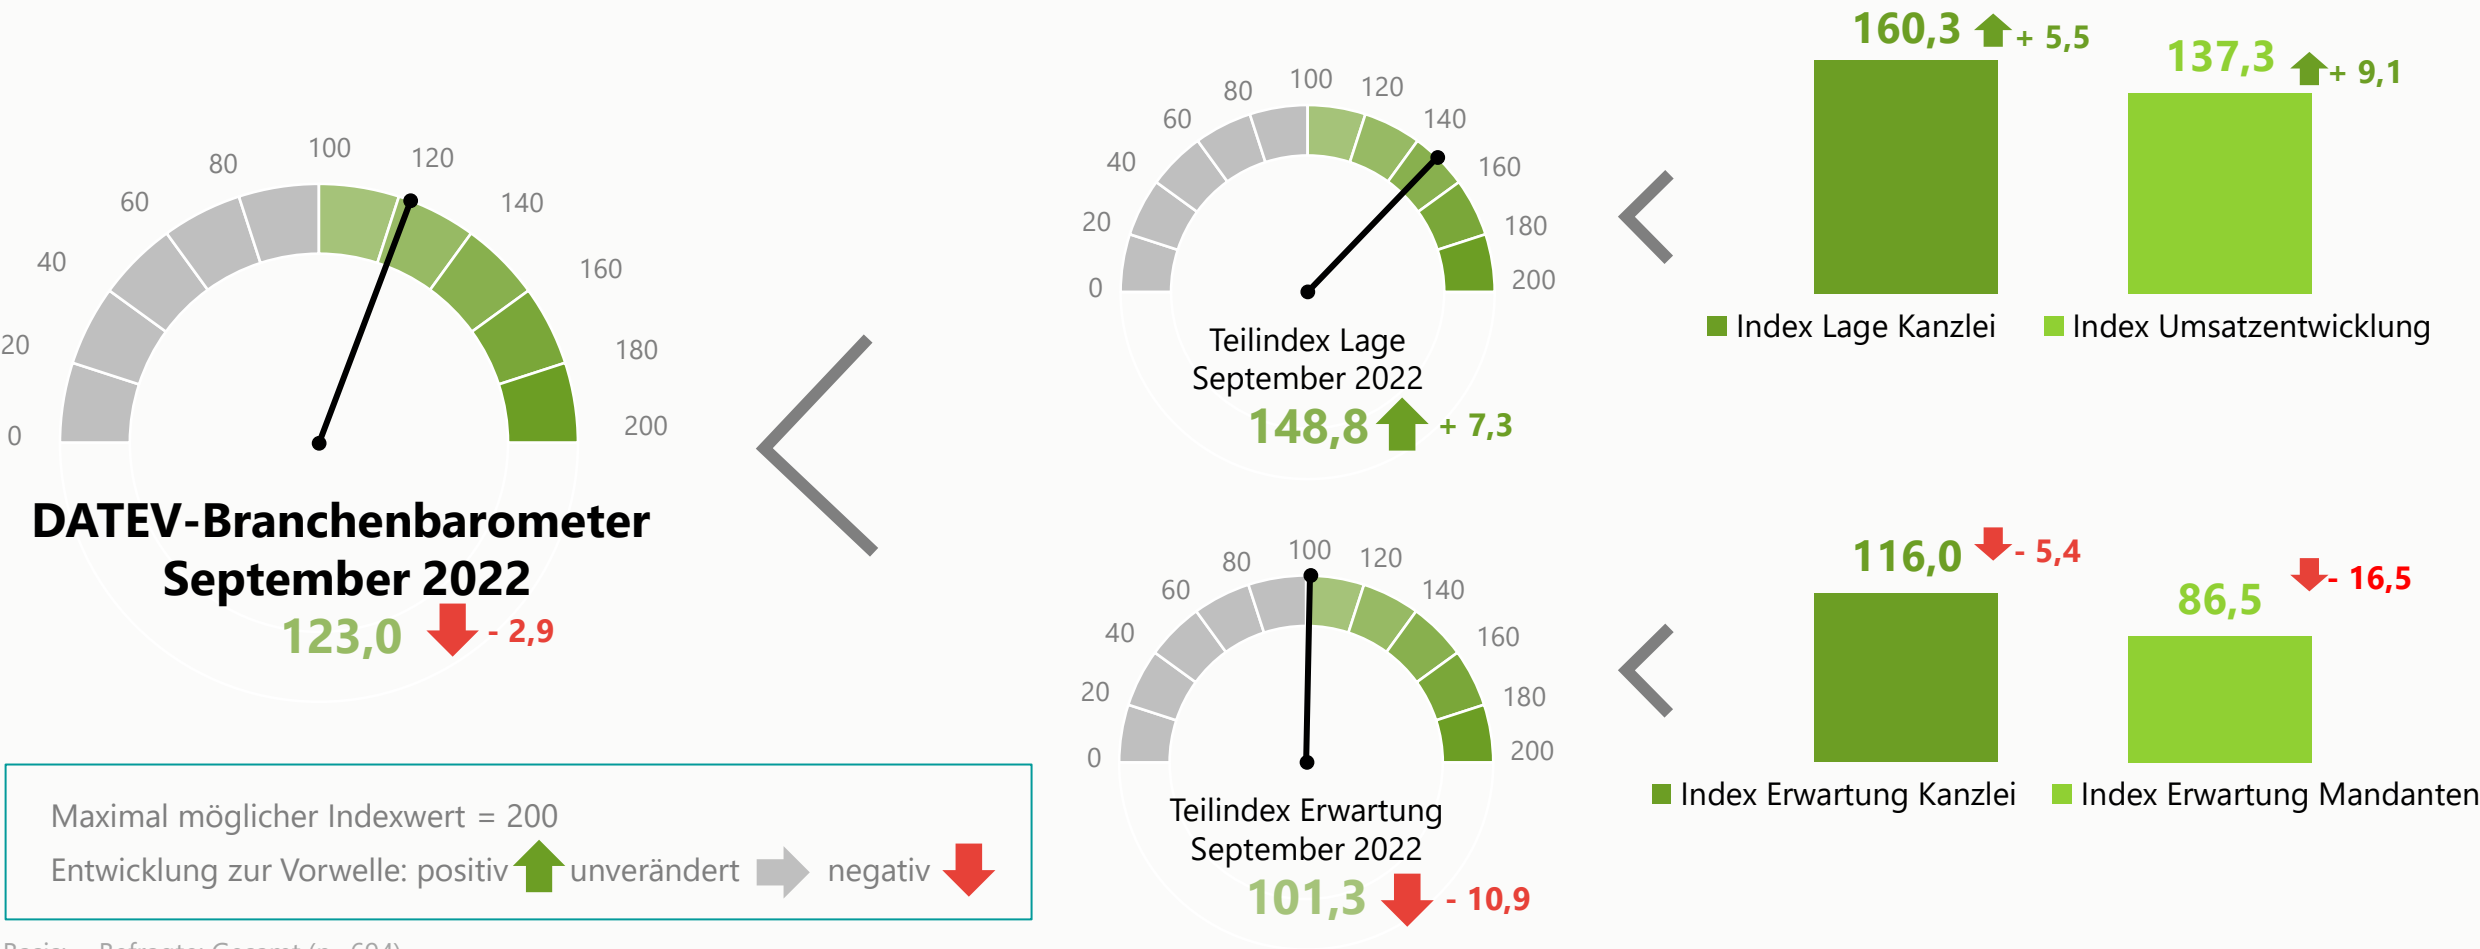 0
20
40
60
80
100
120
140
160
180
200
DATEV-Branchenbarometer
September 2022
123,0 - 2,9
0
20
40
60
80
100
120
140
160
180
200
Teilindex Lage
September 2022
148,8 + 7,3
160,3 + 5,5
137,3 + 9,1
Index Lage Kanzlei
Index Umsatzentwicklung
0
20
40
60
80
100
120
140
160
180
200
Teilindex Erwartung
September 2022
101,3 - 10,9
116,0 - 5,4
86,5 - 16,5
Index Erwartung Kanzlei
Index Erwartung Mandanten
Maximal möglicher Indexwert = 200
Entwicklung zur Vorwelle: positiv unverändert negativ